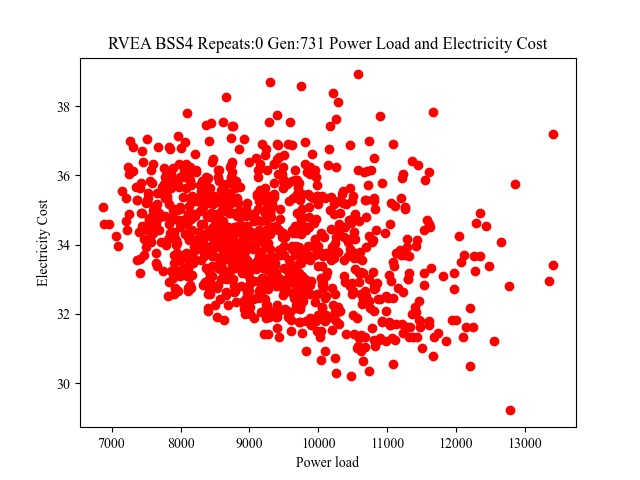 RVEA BSS4 Repeats:0 Gen:731 Power Load and Electricity Cost
38
36
34
32
30
Electricity Cost
7000 8000 9000 10000 11000 12000 13000
Power load